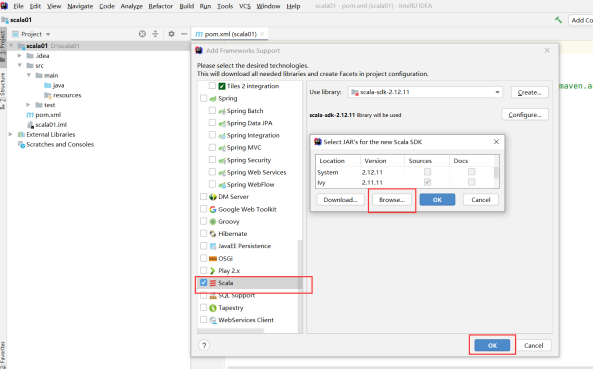 File Edit View Navigate Code Analyze Refactor Build Run Tools VCS Window Help scala01 - pom.xml (scala01) - IntelliJ IDEA
scala01
Add Co
Project
pom.xml (scala01)
scala01 D:\scala01
.idea
src
main
java
resources
test
pom.xml
scala01.iml
External Libraries
Scratches and Consoles
1: Project
Z: Structure
2: Favorites
maven.a
Add Frameworks Support
Please select the desired technologies.
This will download all needed libraries and create Facets in project configuration.
Tiles 2 integration
Spring
Spring Batch
Spring Data JPA
Spring Integration
Spring MVC
Spring Security
Spring Web Services
Spring WebFlow
DM Server
Google Web Toolkit
Groovy
Hibernate
JavaEE Persistence
OSGi
Play 2.x
Scala
SQL Support
Tapestry
WebServices Client
Use library: scala-sdk-2.12.11 Create...
scala-sdk-2.12.11 library will be used Configure...
Select JAR's for the new Scala SDK
Location Version Sources Docs
System 2.12.11
Ivy 2.11.11
Download... Browse... OK Cancel
? OK Cancel